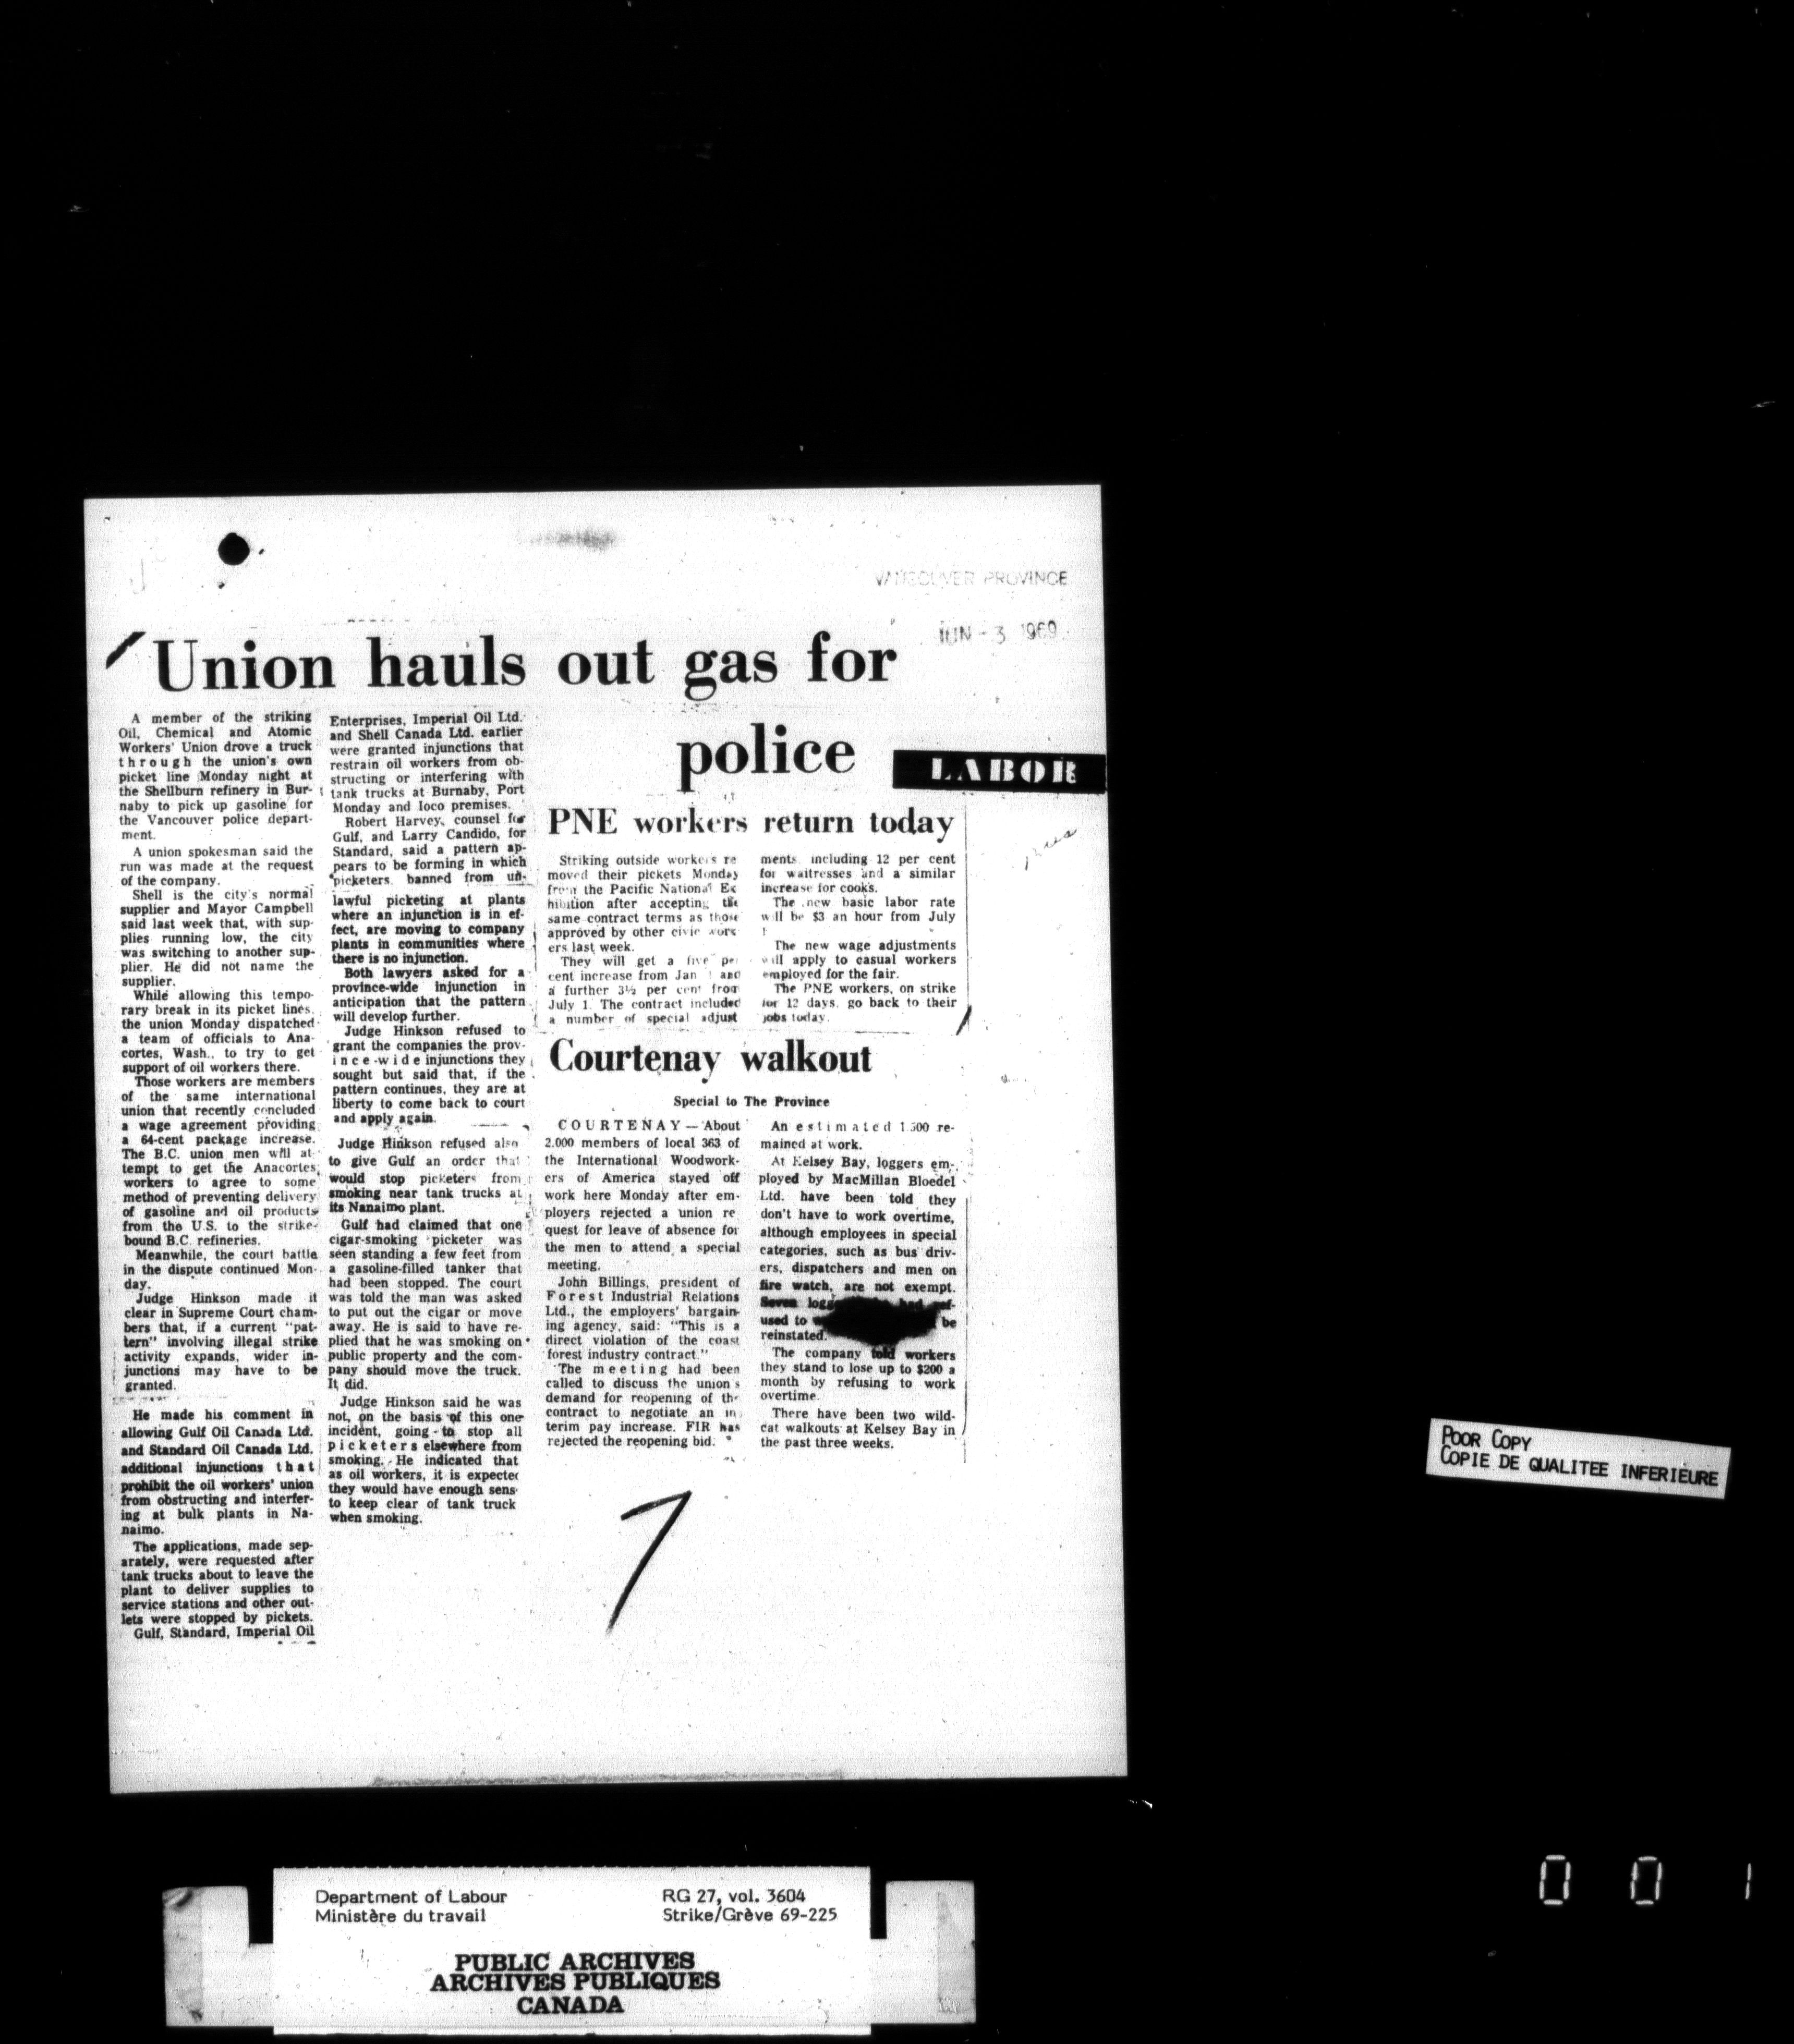 VANCOUVER PROVINCE
JUN - 3 1969
Union hauls out gas for
police
LABOR
A member of the striking
Oil, Chemical and Atomic
Workers' Union drove a truck
through the union's own
picket line Monday night at
the Shellburn refinery in Bur-
naby to pick up gasoline for
the Vancouver police depart-
ment.
A union spokesman said the
run was made at the request
of the company.
Shell is the city's normal
supplier and Mayor Campbell
said last week that, with sup-
plies running low, the city
was switching to another sup-
plier. He did not name the
supplier.
While allowing this tempo-
rary break in its picket lines,
the union Monday dispatched
a team of officials to Ana-
cortes, Wash., to try to get
support of oil workers there.
Those workers are members
of the same international
union that recently concluded
a wage agreement providing
a 64-cent package increase.
The B.C. union men will at-
tempt to get the Anacortes
workers to agree to some
method of preventing delivery
of gasoline and oil products
from the U.S. to the strike-
bound B.C. refineries.
Meanwhile, the court battle
in the dispute continued Mon-
day.
Judge Hinkson made it
clear in Supreme Court cham-
bers that, if a current "pat-
tern" involving illegal strike
activity expands, wider in-
junctions may have to be
granted.
He made his comment in
allowing Gulf Oil Canada Ltd.
and Standard Oil Canada Ltd.
additional injunctions that
prohibit the oil workers' union
from obstructing and interfer-
ing at bulk plants in Na-
naimo.
The applications, made sep-
arately, were requested after
tank trucks about to leave the
plant to deliver supplies to
service stations and other out-
lets were stopped by pickets.
Gulf, Standard, Imperial Oil
Enterprises, Imperial Oil Ltd.
and Shell Canada Ltd. earlier
were granted injunctions that
restrain oil workers from ob-
structing or interfering with
tank trucks at Burnaby, Port
Monday and Ioco premises.
Robert Harvey, counsel for
Gulf, and Larry Candido, for
Standard, said a pattern ap-
pears to be forming in which
picketers, banned from un-
lawful picketing at plants
where an injunction is in ef-
fect, are moving to company
plants in communities where
there is no injunction.
Both lawyers asked for a
province-wide injunction in
anticipation that the pattern
will develop further.
Judge Hinkson refused to
grant the companies the prov-
ince-wide injunctions they
sought but said that, if the
pattern continues, they are at
liberty to come back to court
and apply again.
Judge Hinkson refused also
to give Gulf an order that
would stop picketers from
smoking near tank trucks at
its Nanaimo plant.
Gulf had claimed that one
cigar-smoking picketer was
seen standing a few feet from
a gasoline-filled tanker that
had been stopped. The court
was told the man was asked
to put out the cigar or move
away. He is said to have re-
plied that he was smoking on
public property and the com-
pany should move the truck.
It did.
Judge Hinkson said he was
not, on the basis of this one
incident, going to stop all
picketers elsewhere from
smoking. He indicated that
as oil workers, it is expected
they would have enough sens
to keep clear of tank truck
when smoking.
PNE workers return today
Striking outside workers re
moved their pickets Monday
from the Pacific National Ex
hibition after accepting the
same contract terms as those
approved by other civic work
ers last week.
They will get a five per
cent increase from Jan 1 and
a further 3½ per cent from
July 1. The contract included
a number of special adjust
ments including 12 per cent
for waitresses and a similar
increase for cooks.
The new basic labor rate
will be $3 an hour from July
1
The new wage adjustments
will apply to casual workers
employed for the fair.
The PNE workers, on strike
for 12 days, go back to their
jobs today.
Courtenay walkout
Special to The Province
COURTENAY — About
2,000 members of local 363 of
the International Woodwork-
ers of America stayed off
work here Monday after em-
ployers rejected a union re
quest for leave of absence for
the men to attend a special
meeting.
John Billings, president of
Forest Industrial Relations
Ltd., the employers' bargain-
ing agency, said: "This is a
direct violation of the coast
forest industry contract."
The meeting had been
called to discuss the union s
demand for reopening of the
contract to negotiate an in
terim pay increase. FIR has
rejected the reopening bid.
An estimated 1,500 re-
mained at work.
At Kelsey Bay, loggers em-
ployed by MacMillan Bloedel
Ltd. have been told they
don't have to work overtime,
although employees in special
categories, such as bus driv-
ers, dispatchers and men on
fire watch, are not exempt.
Seven had ref-
used to be
reinstated.
The company told workers
they stand to lose up to $200 a
month by refusing to work
overtime.
There have been two wild-
cat walkouts at Kelsey Bay in
the past three weeks.
7
POOR COPY
COPIE DE QUALITEE INFERIEURE
001
Department of Labour
Ministère du travail
RG 27, vol. 3604
Strike/Grève 69-225
PUBLIC ARCHIVES
ARCHIVES PUBLIQUES
CANADA